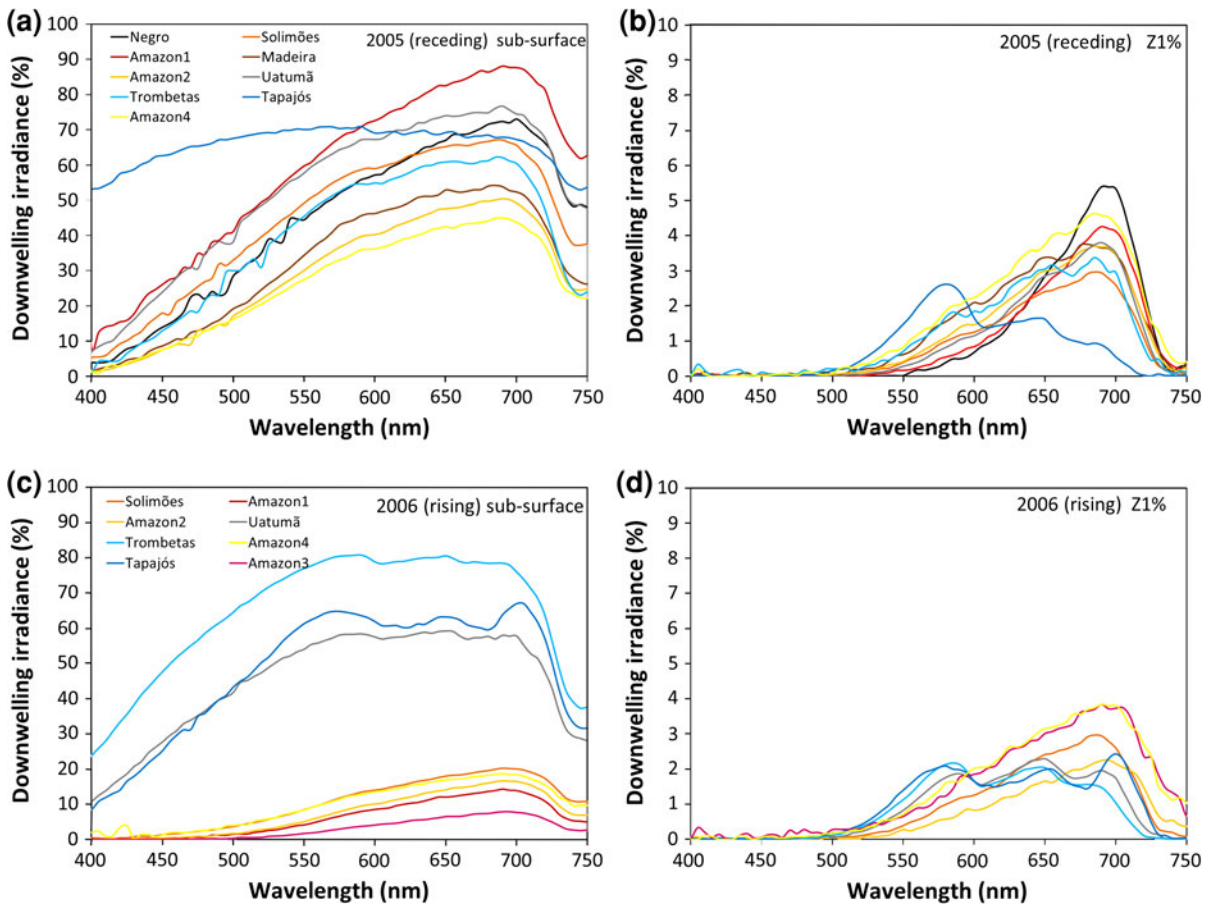 (a)
Downwelling irradiance (%)
100
90
80
70
60
50
40
30
20
10
0
Negro Solimões
Amazon1 Madeira
Amazon2 Uatumã
Trombetas Tapajós
Amazon4
2005 (receding) sub-surface
400 450 500 550 600 650 700 750
Wavelength (nm)
(b)
Downwelling irradiance (%)
10
9
8
7
6
5
4
3
2
1
0
2005 (receding) Z1%
400 450 500 550 600 650 700 750
Wavelength (nm)
(c)
Downwelling irradiance (%)
100
90
80
70
60
50
40
30
20
10
0
Solimões Amazon1
Amazon2 Uatumã
Trombetas Amazon4
Tapajós Amazon3
2006 (rising) sub-surface
400 450 500 550 600 650 700 750
Wavelength (nm)
(d)
Downwelling irradiance (%)
10
9
8
7
6
5
4
3
2
1
0
2006 (rising) Z1%
400 450 500 550 600 650 700 750
Wavelength (nm)